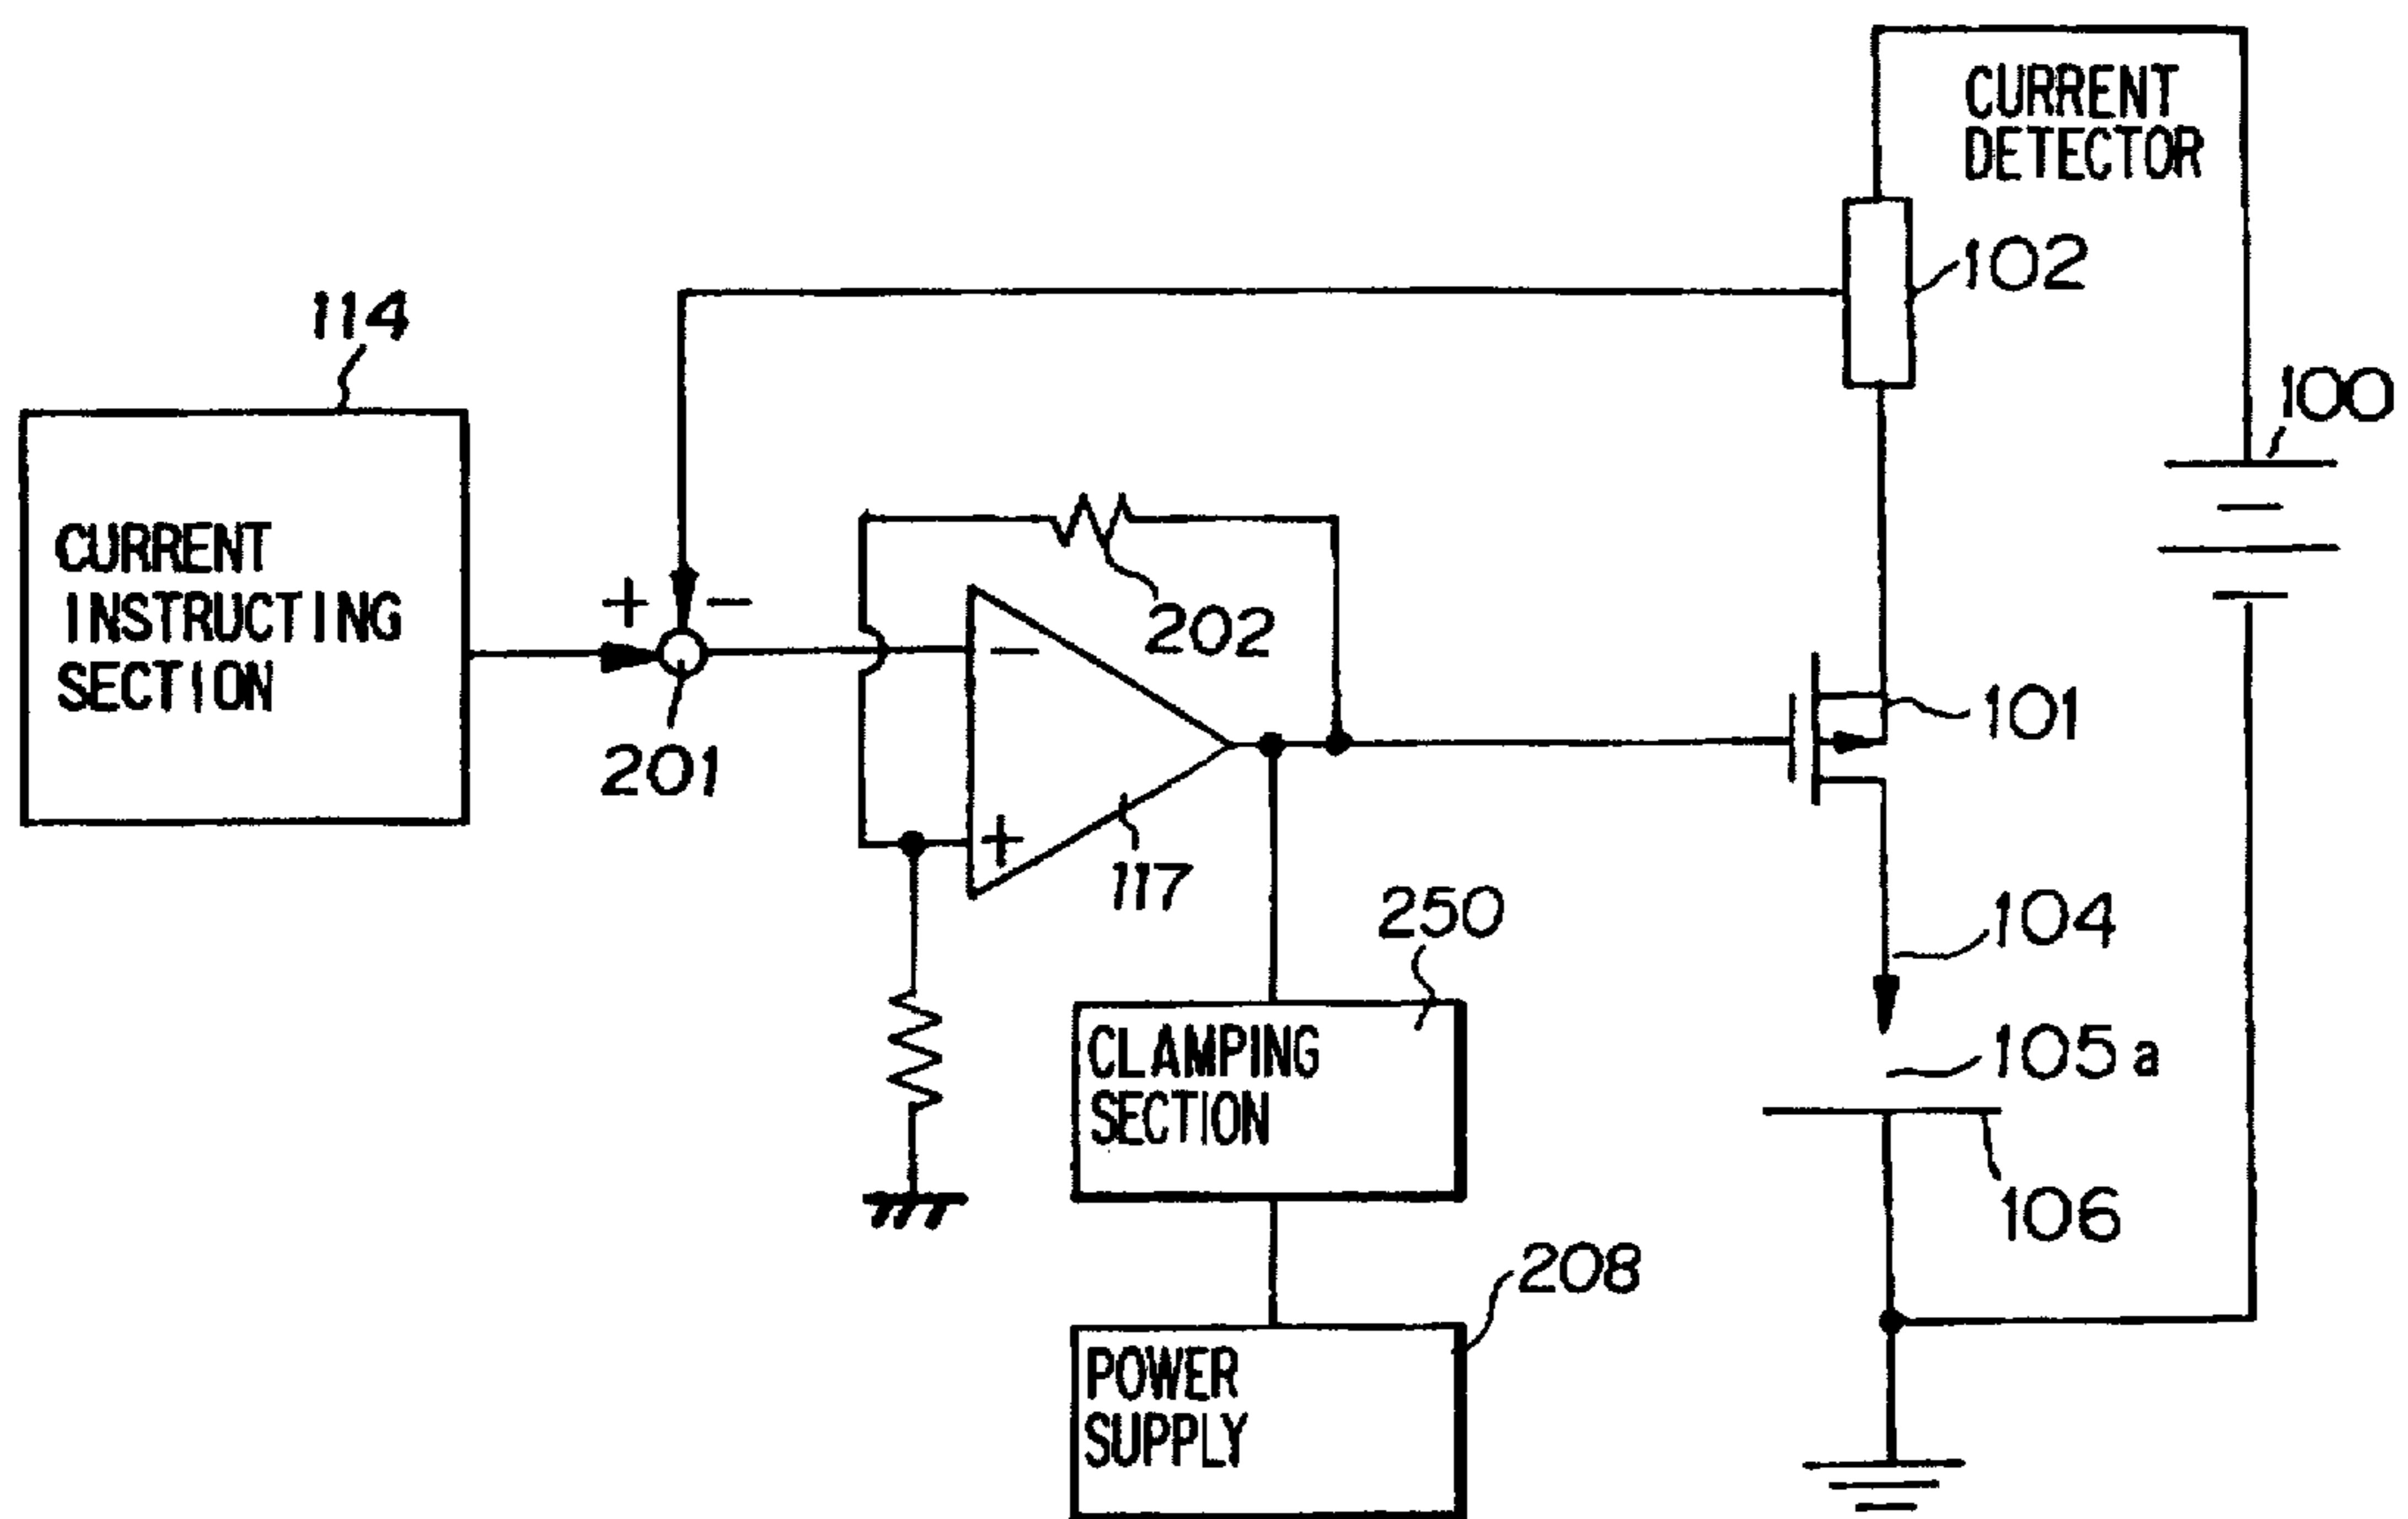 CURRENT
DETECTOR
102
114
100
CURRENT
INSTRUCTING
SECTION
+
−
202
−
101
201
+
117
250
104
CLAMPING
SECTION
105a
106
208
POWER
SUPPLY